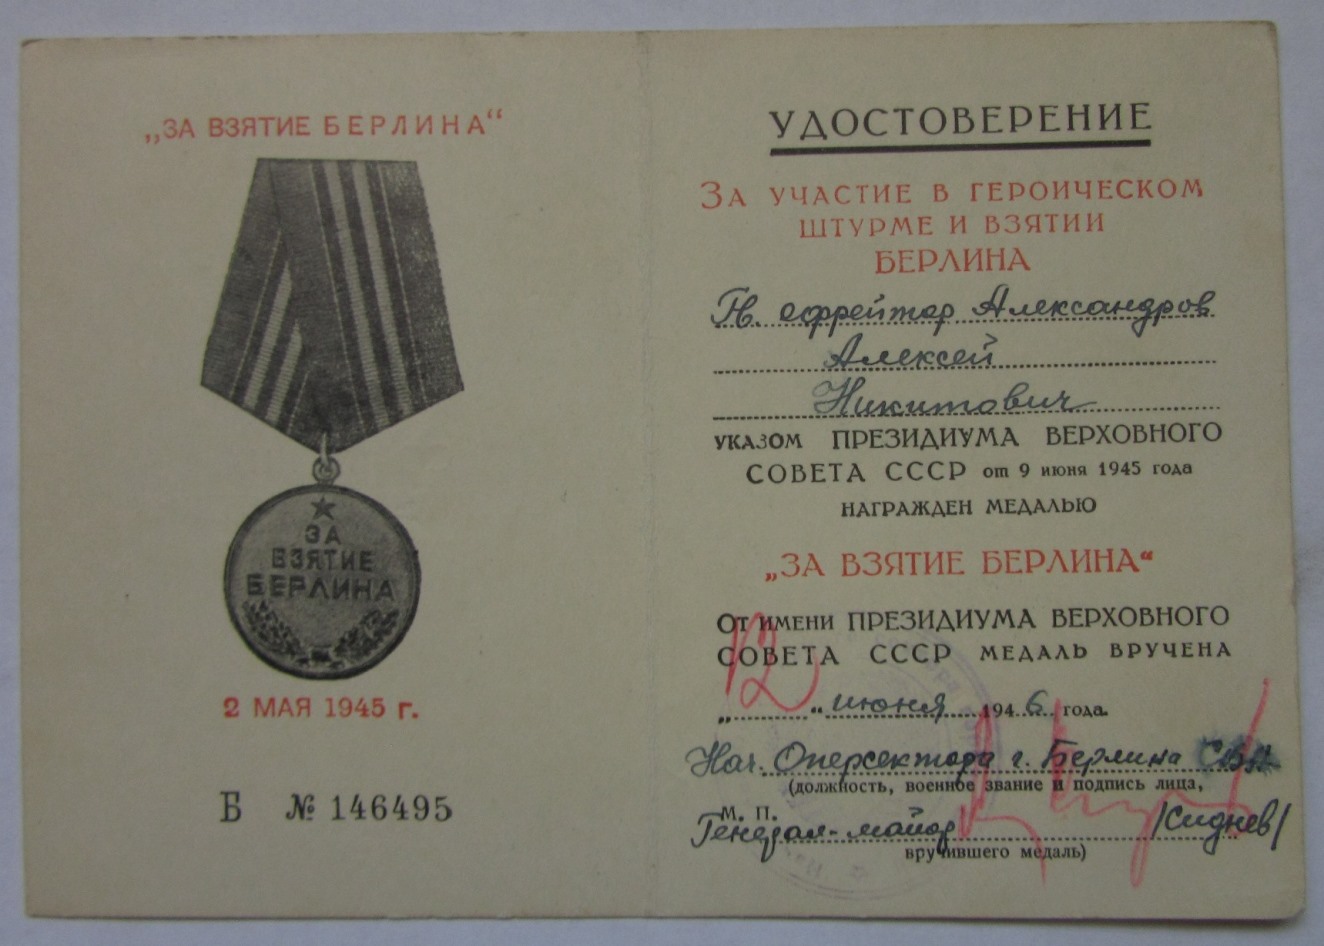 „ЗА ВЗЯТИЕ БЕРЛИНА“
ЗА
ВЗЯТИЕ
БЕРЛИНА
2 МАЯ 1945 г.
Б № 146495
УДОСТОВЕРЕНИЕ
ЗА УЧАСТИЕ В ГЕРОИЧЕСКОМ
ШТУРМЕ И ВЗЯТИИ
БЕРЛИНА
Гв. ефрейтор Александров
Алексей
Никитович
УКАЗОМ ПРЕЗИДИУМА ВЕРХОВНОГО
СОВЕТА СССР от 9 июня 1945 года
НАГРАЖДЕН МЕДАЛЬЮ
„ЗА ВЗЯТИЕ БЕРЛИНА“
От имени ПРЕЗИДИУМА ВЕРХОВНОГО
СОВЕТА СССР МЕДАЛЬ ВРУЧЕНА
„12“ июня 1946 года.
Нач. Оперсектора г. Берлина СВА
(должность, военное звание и подпись лица,
М. П.
Генерал-майор /Сиднев/
вручившего медаль)